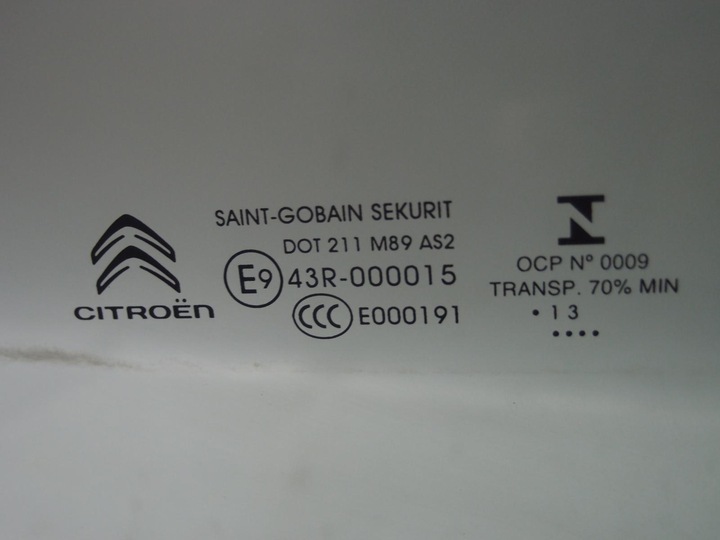 CITROËN
SAINT-GOBAIN SEKURIT
DOT 211 M89 AS2
E9 43R-000015
CCC E000191
OCP Nº 0009
TRANSP. 70% MIN
• 1 3
• • • •